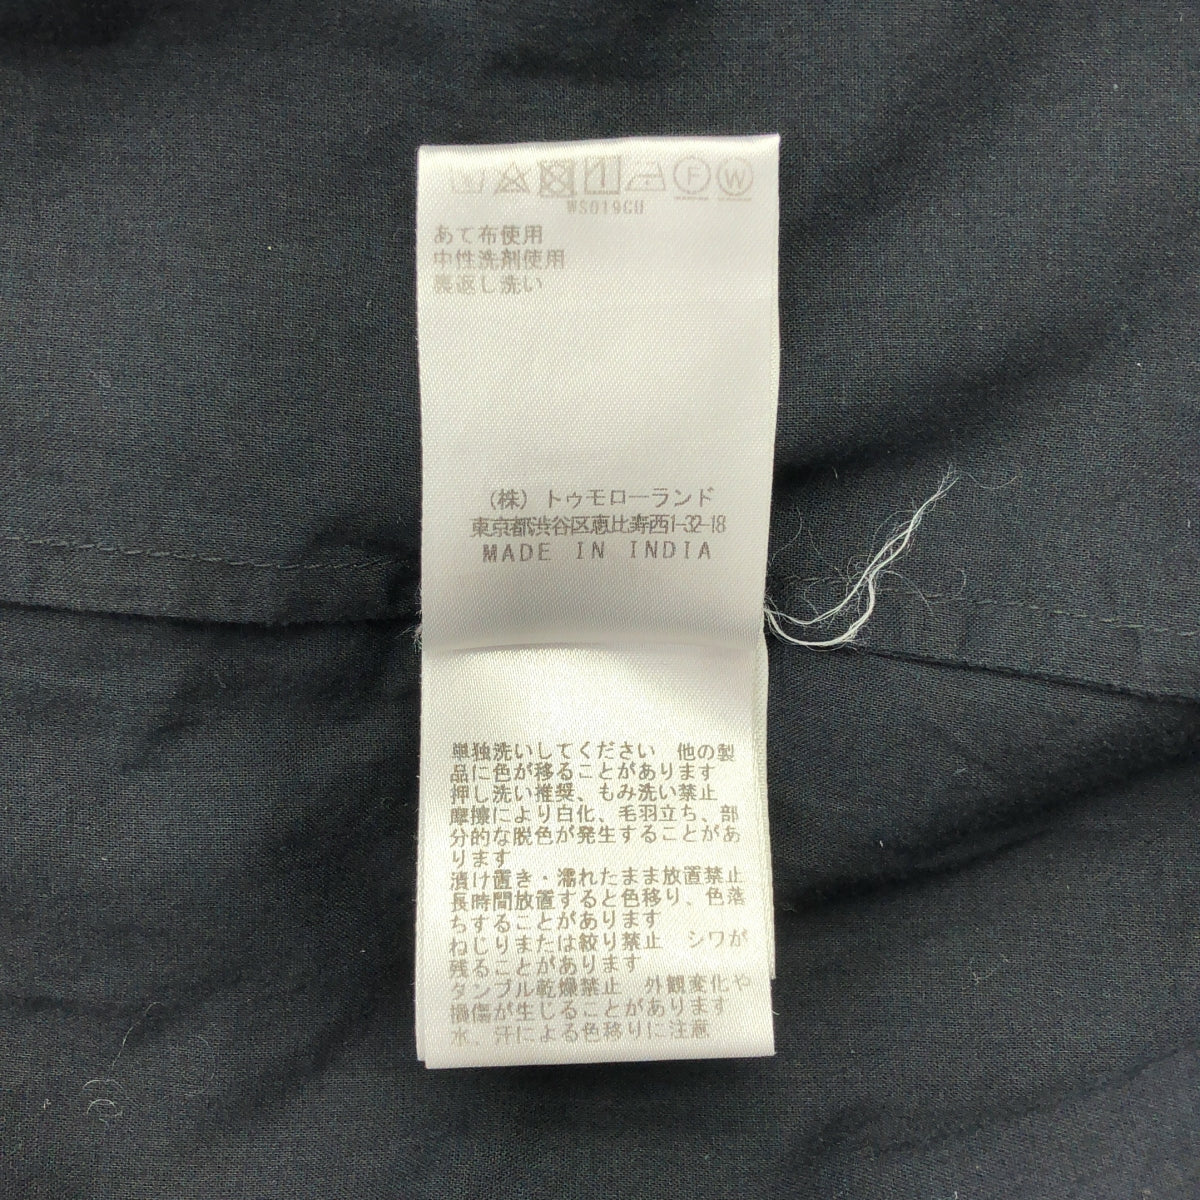 F W
WS019GU
あて布使用
中性洗剤使用
裏返し洗い
(株)トゥモローランド
東京都渋谷区恵比寿西1-32-18
MADE IN INDIA
単独洗いしてください 他の製
品に色が移ることがあります
押し洗い推奨、もみ洗い禁止
摩擦により白化、毛羽立ち、部
分的な脱色が発生することがあ
ります
漬け置き・濡れたまま放置禁止
長時間放置すると色移り、色落
ちすることがあります
ねじりまたは絞り禁止 シワが
残ることがあります
タンブル乾燥禁止 外観変化や
損傷が生じることがあります
水、汗による色移りに注意